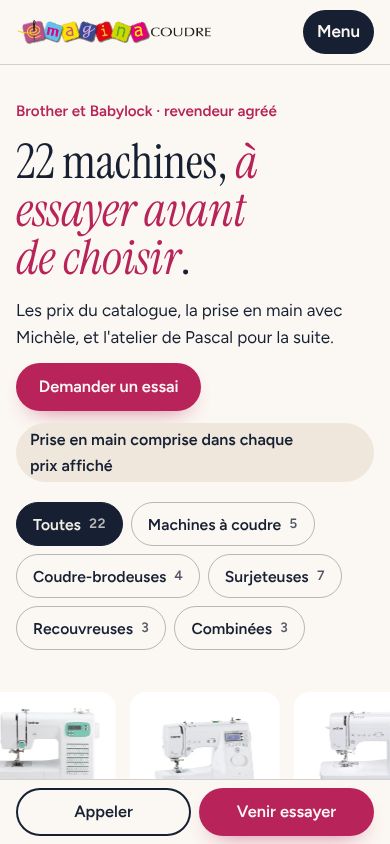 imagina COUDRE
Menu
Brother et Babylock · revendeur agréé
22 machines, à
essayer avant
de choisir.
Les prix du catalogue, la prise en main avec
Michèle, et l'atelier de Pascal pour la suite.
Demander un essai
Prise en main comprise dans chaque
prix affiché
Toutes 22
Machines à coudre 5
Coudre-brodeuses 4
Surjeteuses 7
Recouvreuses 3
Combinées 3
Appeler
Venir essayer